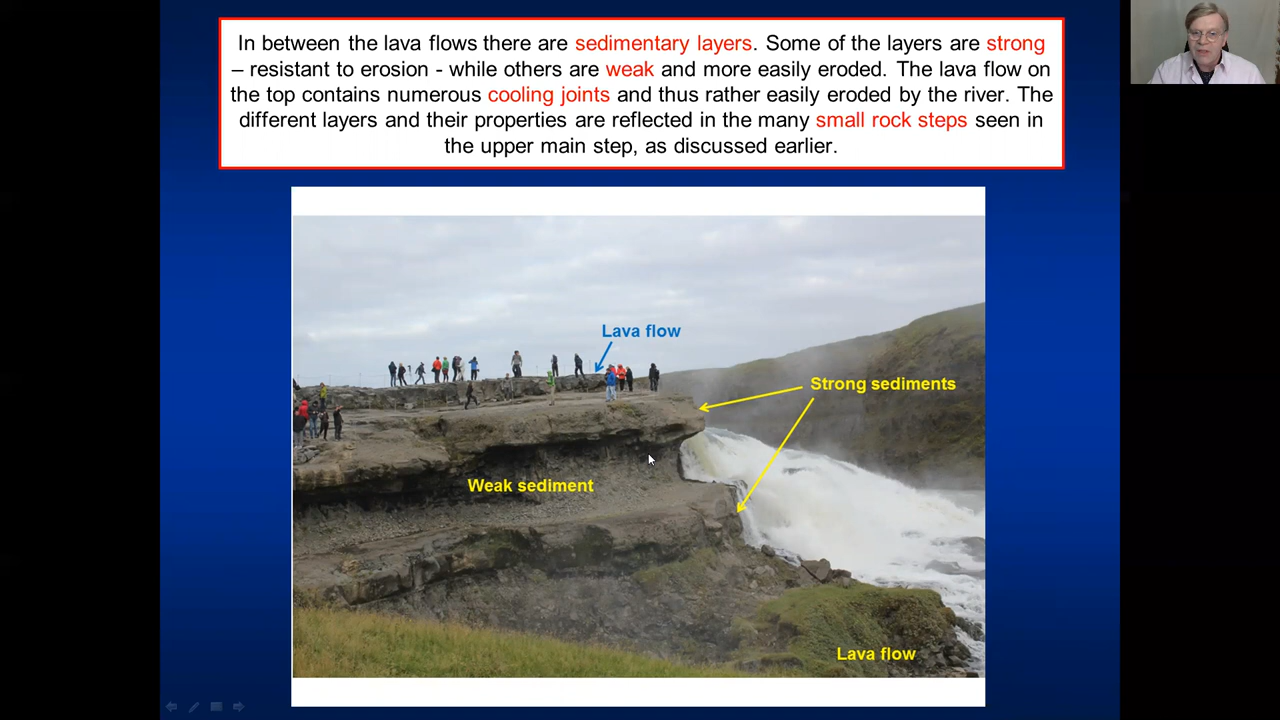 In between the lava flows there are sedimentary layers. Some of the layers are strong
– resistant to erosion - while others are weak and more easily eroded. The lava flow on
the top contains numerous cooling joints and thus rather easily eroded by the river. The
different layers and their properties are reflected in the many small rock steps seen in
the upper main step, as discussed earlier.
Lava flow
Strong sediments
Weak sediment
Lava flow